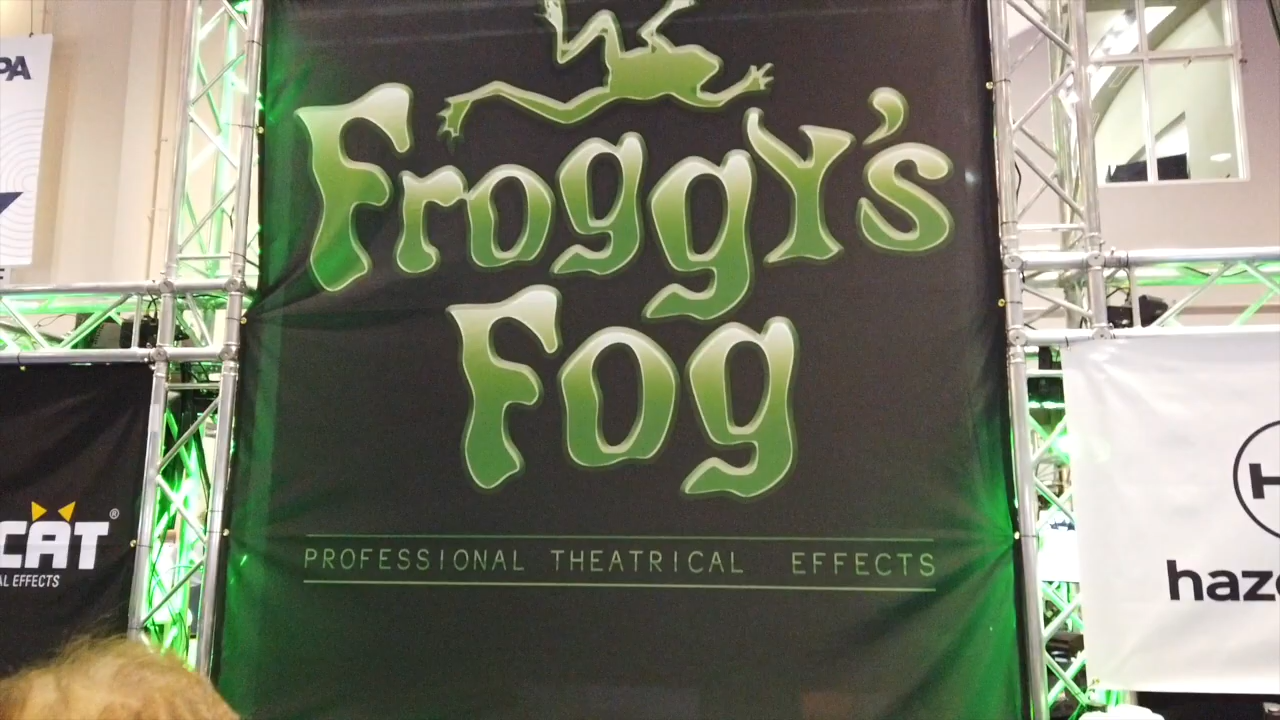 PA
Froggy's
Fog
PROFESSIONAL THEATRICAL EFFECTS
CAT®
AL EFFECTS
H
haz